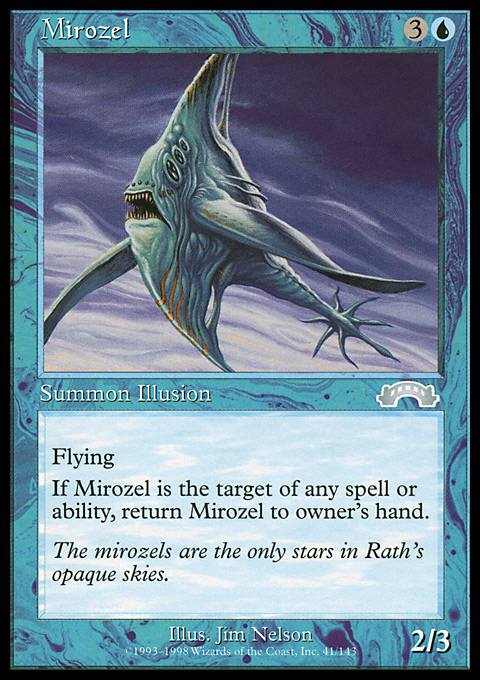 Mirozel 3
Summon Illusion
Flying
If Mirozel is the target of any spell or
ability, return Mirozel to owner's hand.
The mirozels are the only stars in Rath's
opaque skies.
Illus. Jim Nelson
©1993–1998 Wizards of the Coast, Inc. 41/143
2/3